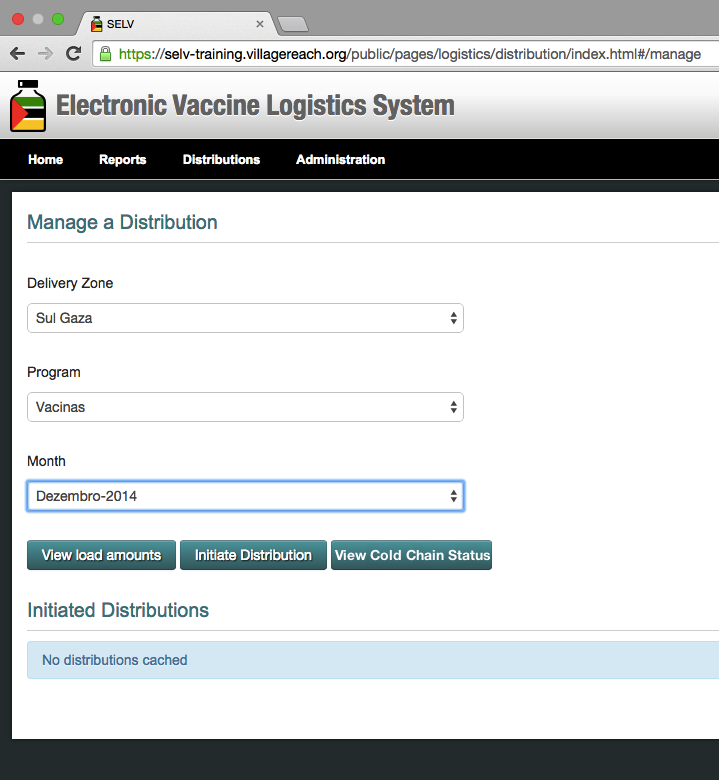 SELV
https://selv-training.villagereach.org/public/pages/logistics/distribution/index.html#/manage
Electronic Vaccine Logistics System
Home Reports Distributions Administration
Manage a Distribution
Delivery Zone
Sul Gaza
Program
Vacinas
Month
Dezembro-2014
View load amounts Initiate Distribution View Cold Chain Status
Initiated Distributions
No distributions cached